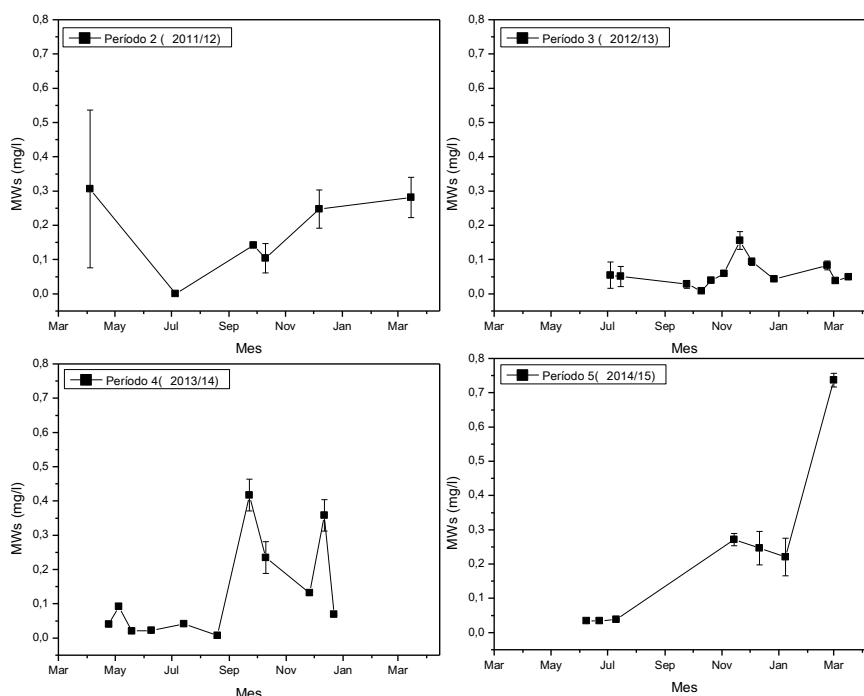 0,8
Período 2 ( 2011/12)
0,7
0,6
0,5
0,4
0,3
0,2
0,1
0,0
MWs (mg/l)
Mar May Jul Sep Nov Jan Mar
Mes
0,8
Período 3 ( 2012/13)
0,7
0,6
0,5
0,4
0,3
0,2
0,1
0,0
MWs (mg/l)
Mar May Jul Sep Nov Jan Mar
Mes
0,8
Período 4( 2013/14)
0,7
0,6
0,5
0,4
0,3
0,2
0,1
0,0
MWs (mg/l)
Mar May Jul Sep Nov Jan Mar
Mes
0,8
Período 5( 2014/15)
0,7
0,6
0,5
0,4
0,3
0,2
0,1
0,0
MWs (mg/l)
Mar May Jul Sep Nov Jan Mar
Mes